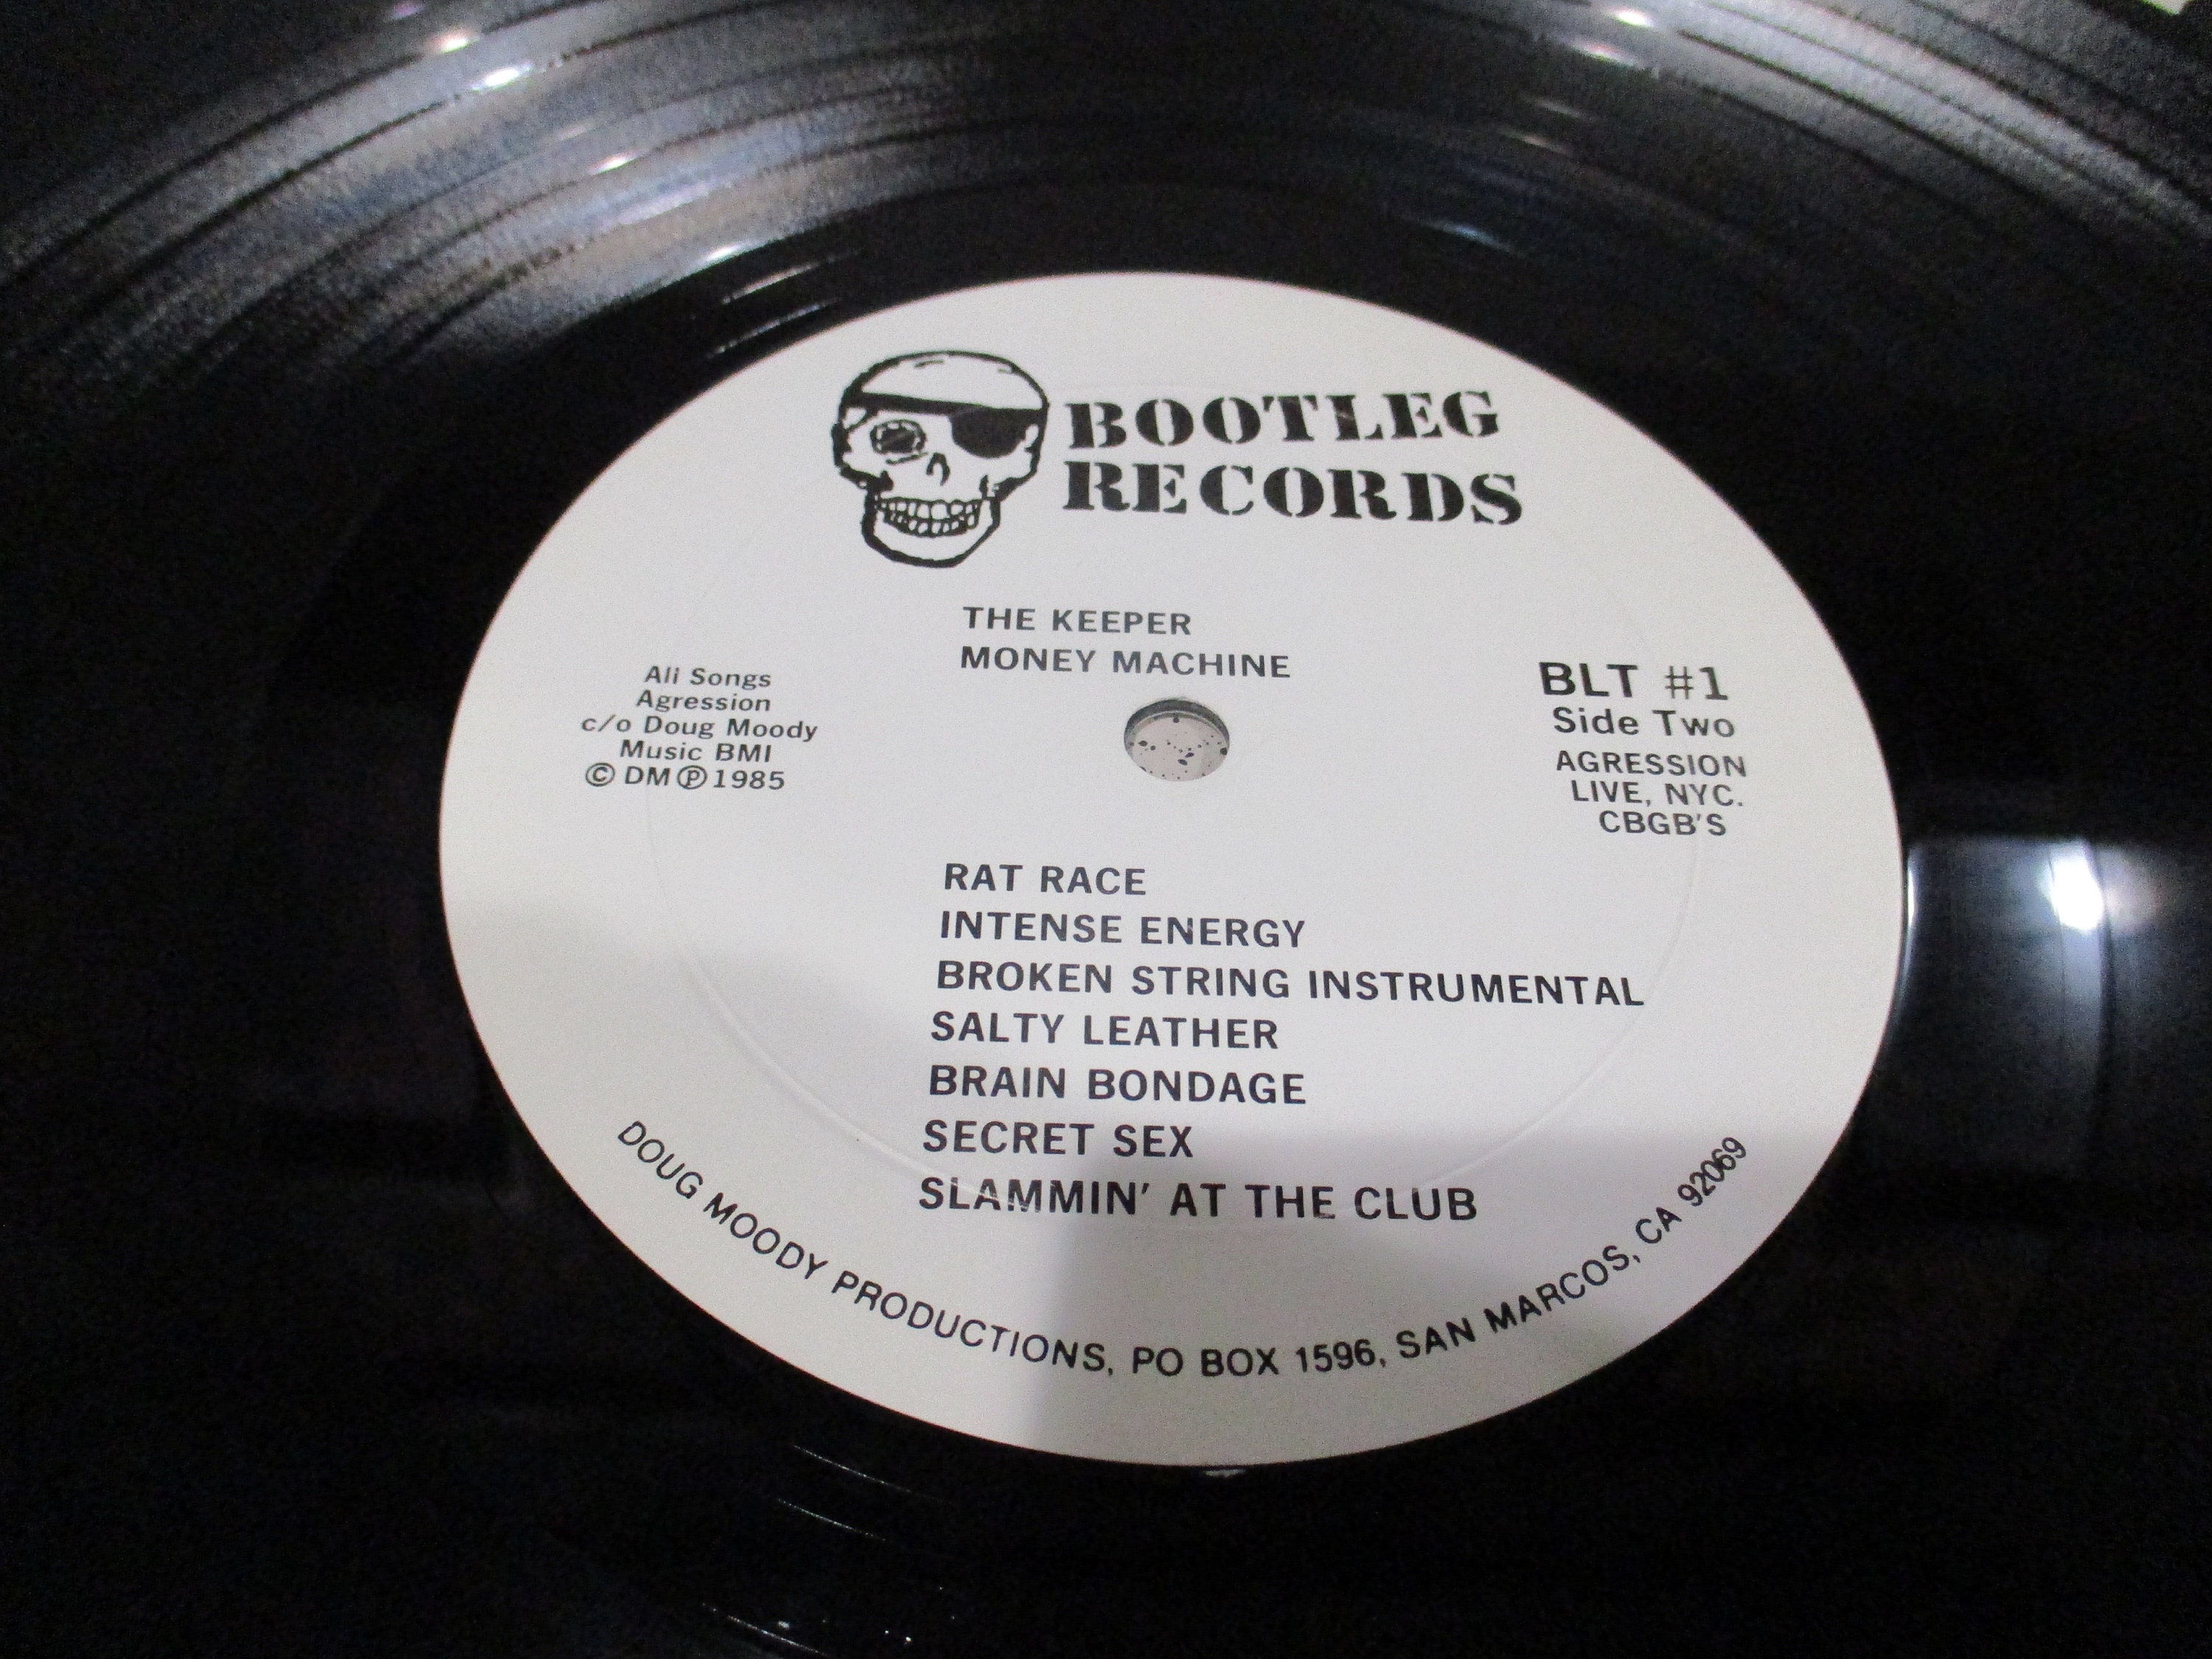 BOOTLEG
RECORDS
THE KEEPER
MONEY MACHINE
All Songs
Agression
c/o Doug Moody
Music BMI
© DM ℗ 1985
BLT #1
Side Two
AGRESSION
LIVE, NYC.
CBGB'S
RAT RACE
INTENSE ENERGY
BROKEN STRING INSTRUMENTAL
SALTY LEATHER
BRAIN BONDAGE
SECRET SEX
SLAMMIN' AT THE CLUB
DOUG MOODY PRODUCTIONS, PO BOX 1596, SAN MARCOS, CA 92069